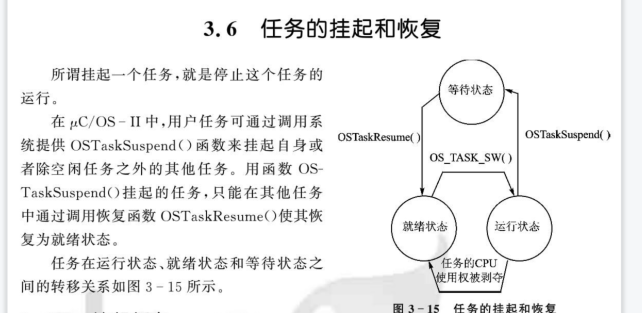 3.6 任务的挂起和恢复
所谓挂起一个任务,就是停止这个任务的
运行。
在 μC/OS-II 中,用户任务可通过调用系
统提供 OSTaskSuspend()函数来挂起自身或
者除空闲任务之外的其他任务。用函数 OS-
TaskSuspend()挂起的任务,只能在其他任务
中通过调用恢复函数 OSTaskResume()使其恢
复为就绪状态。
任务在运行状态、就绪状态和等待状态之
间的转移关系如图 3-15 所示。
等待状态
OSTaskResume()
OSTaskSuspend()
OS_TASK_SW()
就绪状态
运行状态
任务的CPU
使用权被剥夺
图 3-15 任务的挂起和恢复